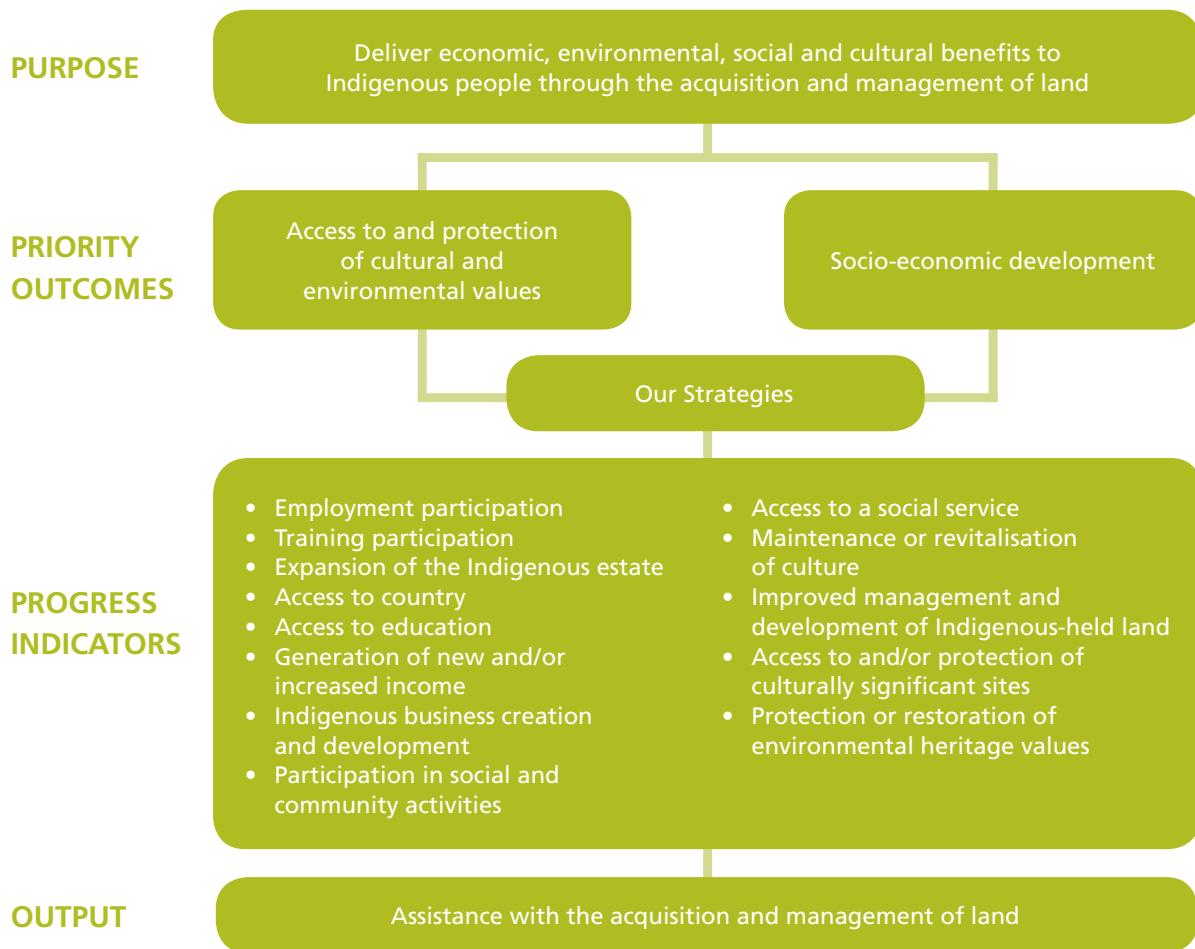 PURPOSE
Deliver economic, environmental, social and cultural benefits to
Indigenous people through the acquisition and management of land
PRIORITY
OUTCOMES
Access to and protection
of cultural and
environmental values
Socio-economic development
Our Strategies
PROGRESS
INDICATORS
• Employment participation
• Training participation
• Expansion of the Indigenous estate
• Access to country
• Access to education
• Generation of new and/or
increased income
• Indigenous business creation
and development
• Participation in social and
community activities
• Access to a social service
• Maintenance or revitalisation
of culture
• Improved management and
development of Indigenous-held land
• Access to and/or protection of
culturally significant sites
• Protection or restoration of
environmental heritage values
OUTPUT
Assistance with the acquisition and management of land